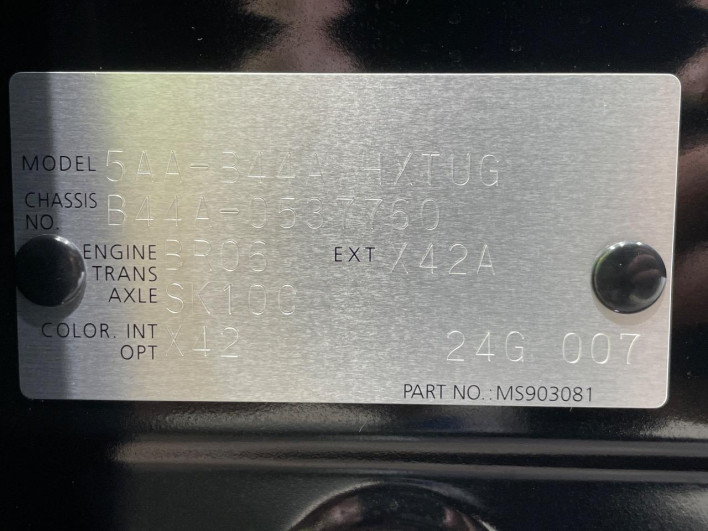 MODEL 5AA-B44A HXTUG
CHASSIS NO. B44A-0537760
ENGINE BR06 EXT X42A
TRANS
AXLE SK100
COLOR. INT X42 24G 007
OPT
PART NO.:MS903081